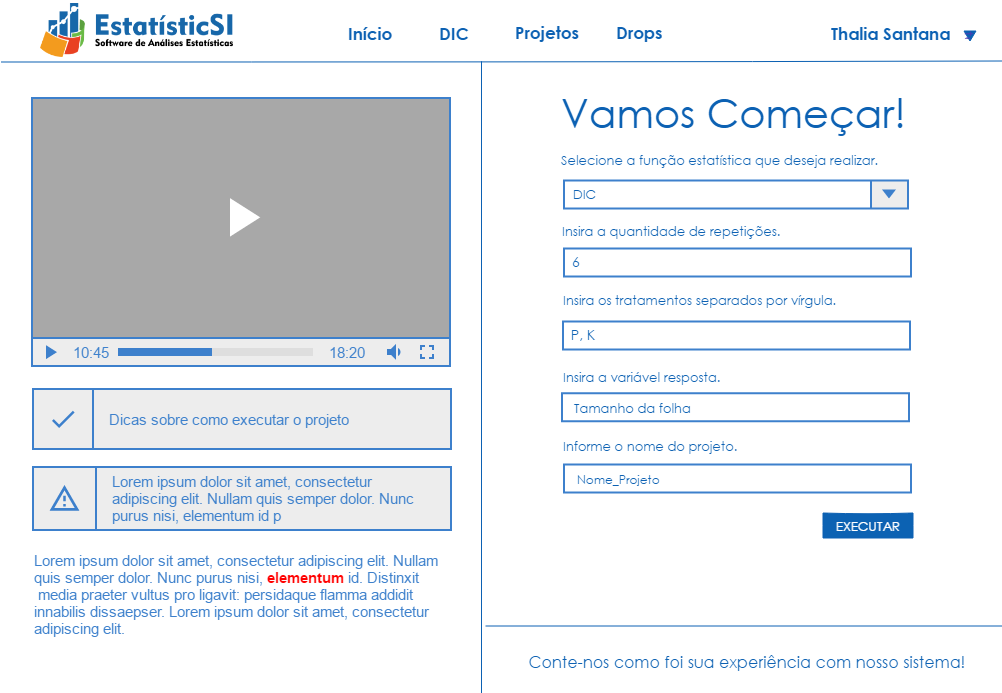 EstatísticSI
Software de Análises Estatísticas
Início
DIC
Projetos
Drops
Thalia Santana
10:45
18:20
Dicas sobre como executar o projeto
Lorem ipsum dolor sit amet, consectetur
adipiscing elit. Nullam quis semper dolor. Nunc
purus nisi, elementum id p
Lorem ipsum dolor sit amet, consectetur adipiscing elit. Nullam
quis semper dolor. Nunc purus nisi, elementum id. Distinxit
media praeter vultus pro ligavit: persidaque flamma addidit
innabilis dissaepser. Lorem ipsum dolor sit amet, consectetur
adipiscing elit.
Vamos Começar!
Selecione a função estatística que deseja realizar.
DIC
Insira a quantidade de repetições.
6
Insira os tratamentos separados por vírgula.
P, K
Insira a variável resposta.
Tamanho da folha
Informe o nome do projeto.
Nome_Projeto
EXECUTAR
Conte-nos como foi sua experiência com nosso sistema!